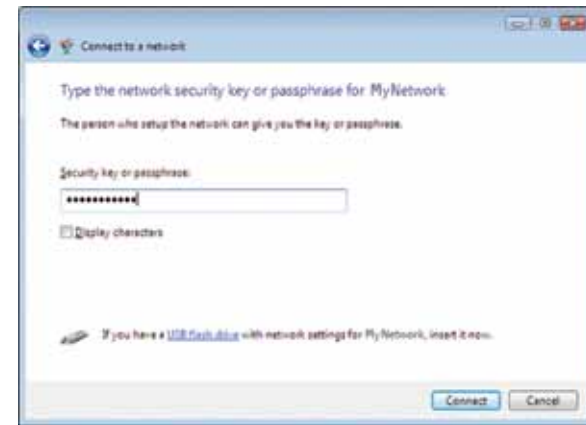 Connect to a network
Type the network security key or passphrase for MyNetwork
The person who setup the network can give you the key or passphrase.
Security key or passphrase:
•••••••••••
Display characters
If you have a USB flash drive with network settings for MyNetwork, insert it now.
Connect Cancel